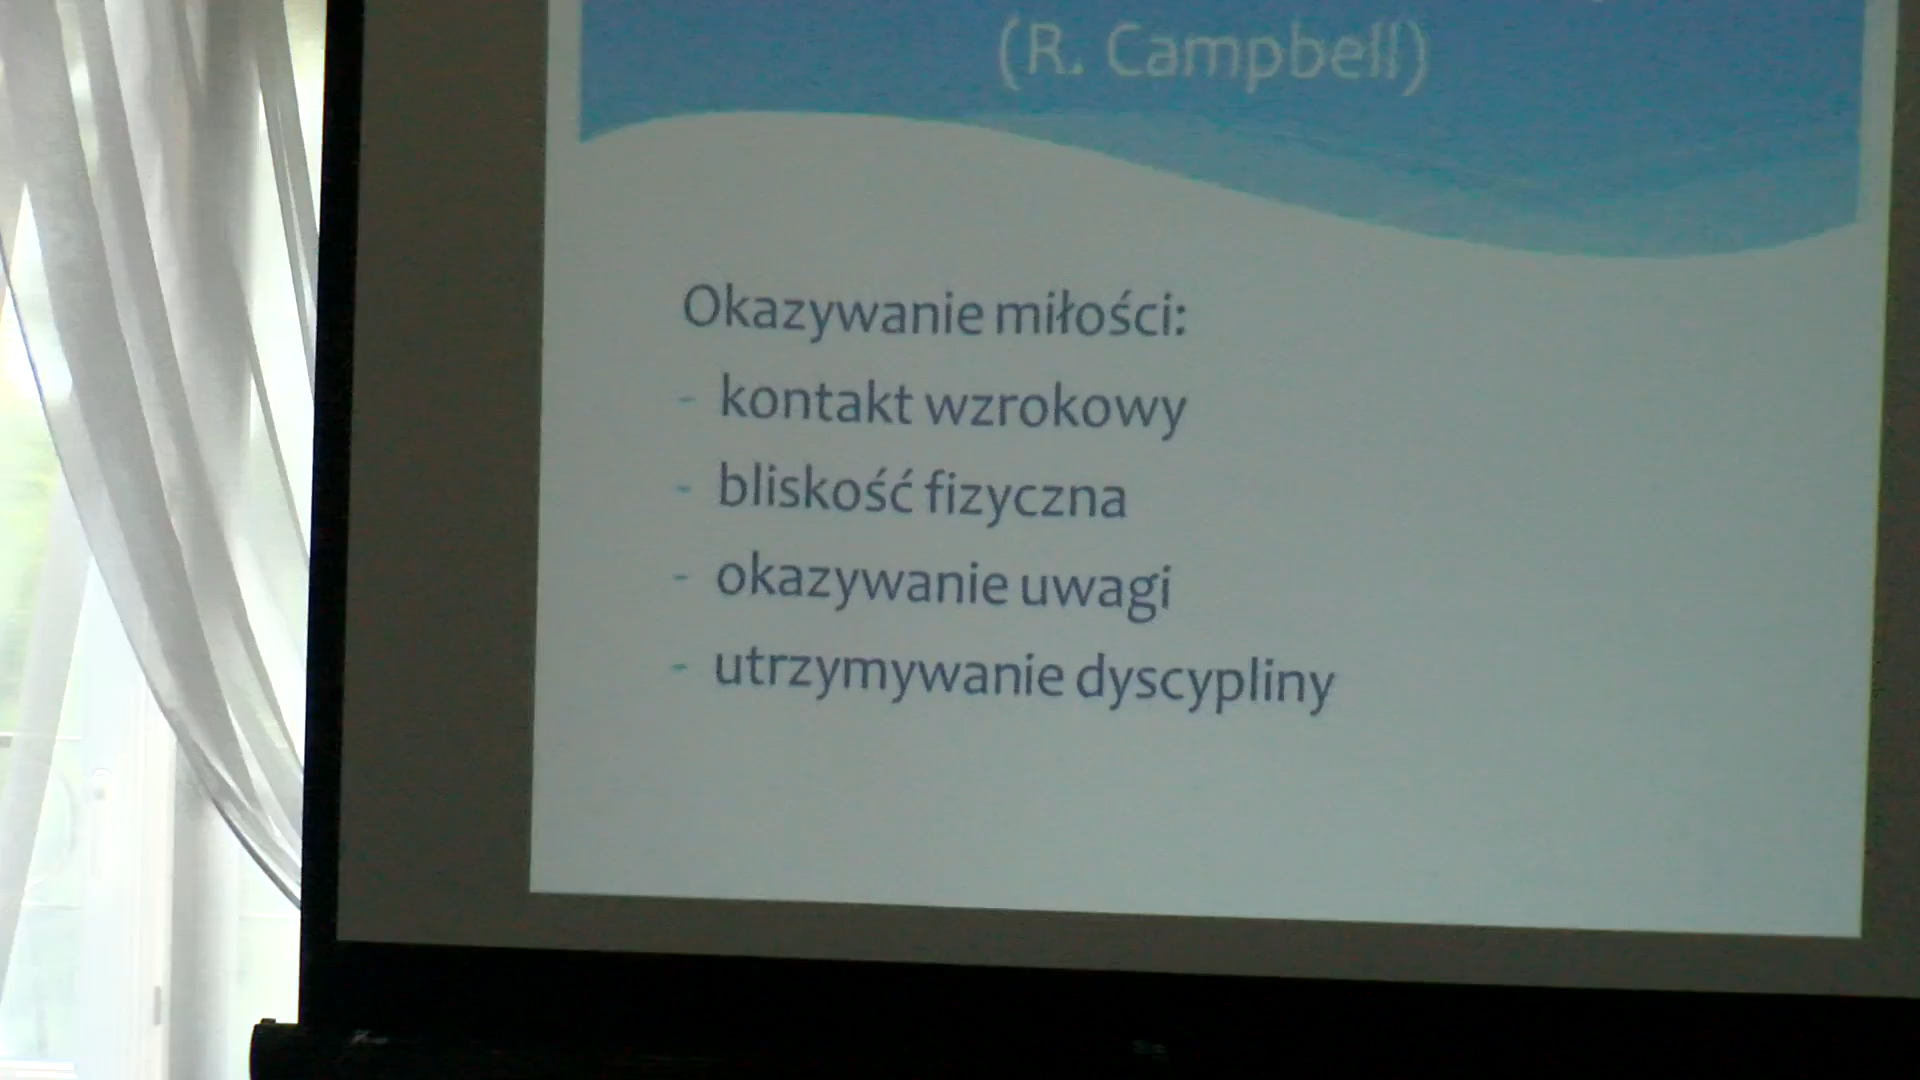 (R. Campbell)
Okazywanie miłości:
- kontakt wzrokowy
- bliskość fizyczna
- okazywanie uwagi
- utrzymywanie dyscypliny